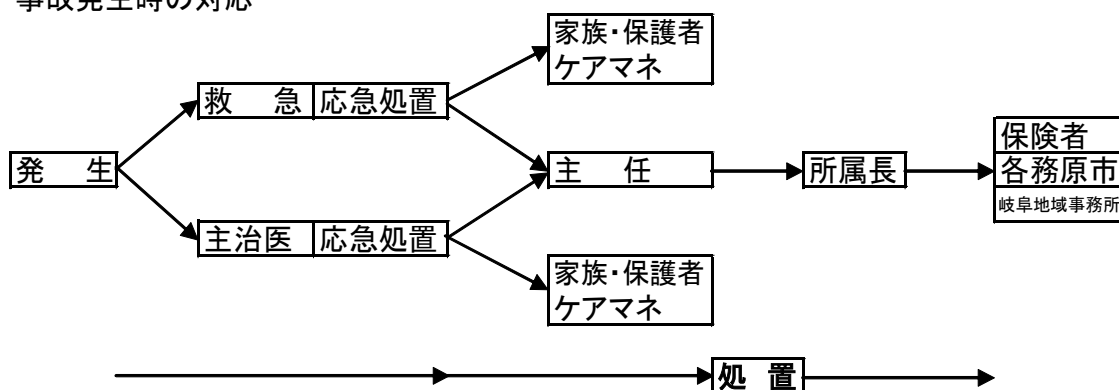 事故発生時の対応
家族・保護者
ケアマネ
救 急 応急処置
発 生
主 任
所属長
保険者
各務原市
岐阜地域事務所
主治医 応急処置
家族・保護者
ケアマネ
処 置